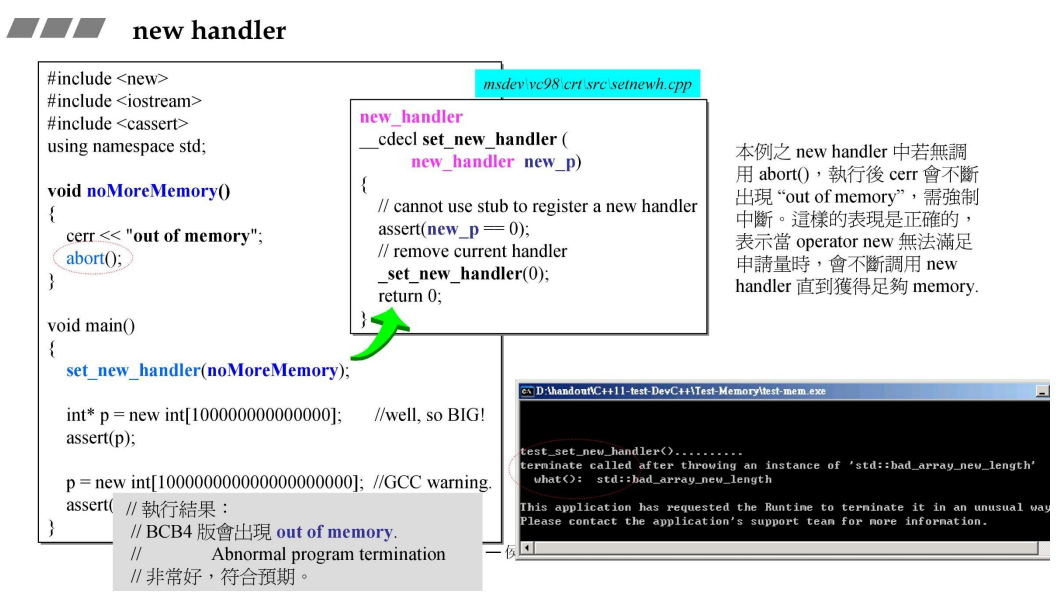 new handler
#include <new>
#include <iostream>
#include <cassert>
using namespace std;
void noMoreMemory()
{
cerr << "out of memory";
abort();
}
void main()
{
set_new_handler(noMoreMemory);
int* p = new int[100000000000000]; //well, so BIG!
assert(p);
p = new int[100000000000000000000]; //GCC warning.
assert(
}
msdev\vc98\crt\src\setnewh.cpp
new_handler
__cdecl set_new_handler (
new_handler new_p)
{
// cannot use stub to register a new handler
assert(new_p == 0);
// remove current handler
_set_new_handler(0);
return 0;
}
本例之 new handler 中若無調
用 abort()，執行後 cerr 會不斷
出現 “out of memory”，需強制
中斷。這樣的表現是正確的，
表示當 operator new 無法滿足
申請量時，會不斷調用 new
handler 直到獲得足夠 memory.
D:\handout\C++11-test-DevC++\Test-Memory\test-mem.exe
test_set_new_handler()..........
terminate called after throwing an instance of 'std::bad_array_new_length'
what(): std::bad_array_new_length
This application has requested the Runtime to terminate it in an unusual way
Please contact the application's support team for more information.
// 執行結果：
// BCB4 版會出現 out of memory.
// Abnormal program termination
// 非常好，符合預期。